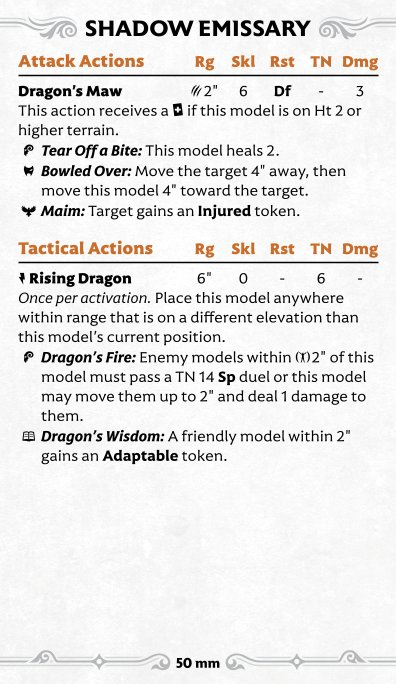 SHADOW EMISSARY
Attack Actions Rg Skl Rst TN Dmg
Dragon's Maw 2" 6 Df - 3
This action receives a if this model is on Ht 2 or
higher terrain.
Tear Off a Bite: This model heals 2.
Bowled Over: Move the target 4" away, then
move this model 4" toward the target.
Maim: Target gains an Injured token.
Tactical Actions Rg Skl Rst TN Dmg
Rising Dragon 6" 0 - 6 -
Once per activation. Place this model anywhere
within range that is on a different elevation than
this model's current position.
Dragon's Fire: Enemy models within 2" of this
model must pass a TN 14 Sp duel or this model
may move them up to 2" and deal 1 damage to
them.
Dragon's Wisdom: A friendly model within 2"
gains an Adaptable token.
50 mm